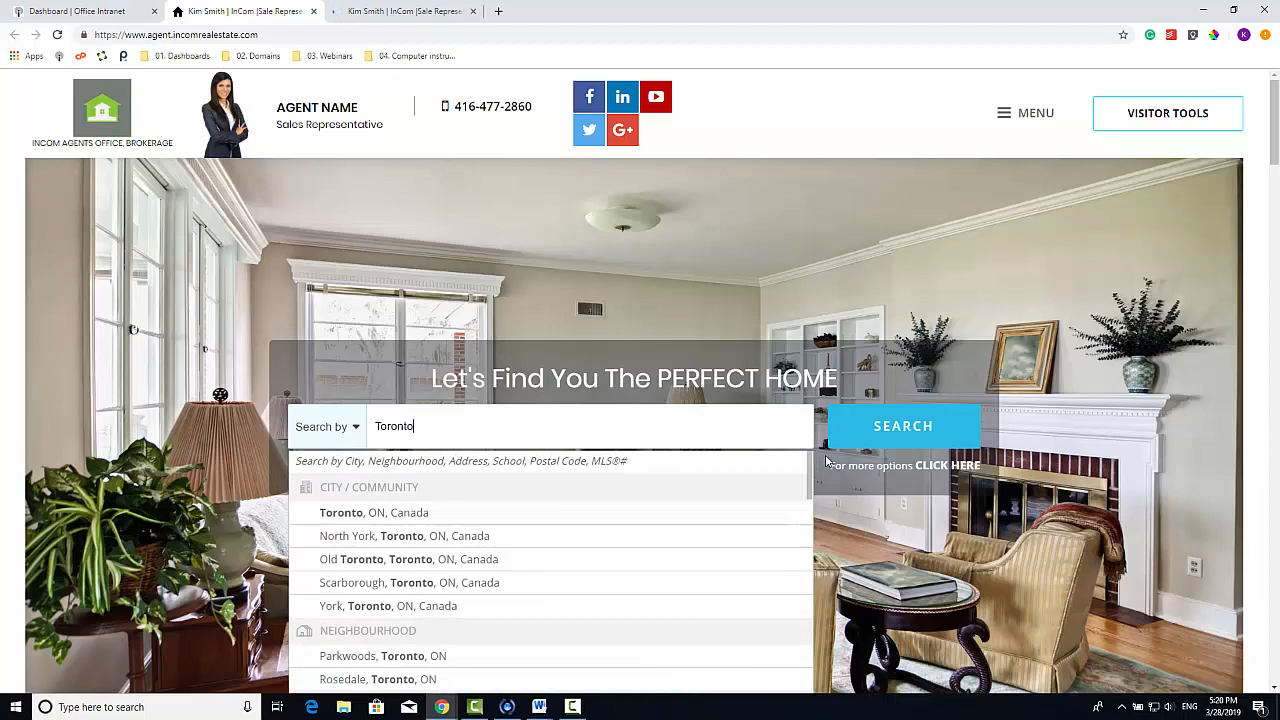 Dashboard | Office Intranet
Kim Smith | InCom |Sale Represe
Kim Smith | InCom |Sale Represe
https://www.agent.incomrealestate.com
Apps
01. Dashboards
02. Domains
03. Webinars
04. Computer instru...
INCOM AGENTS OFFICE, BROKERAGE
AGENT NAME
Sales Representative
416-477-2860
MENU
VISITOR TOOLS
Let's Find You The PERFECT HOME
Search by
Toronto
SEARCH
For more options CLICK HERE
Search by City, Neighbourhood, Address, School, Postal Code, MLS®#
CITY / COMMUNITY
Toronto, ON, Canada
North York, Toronto, ON, Canada
Old Toronto, Toronto, ON, Canada
Scarborough, Toronto, ON, Canada
York, Toronto, ON, Canada
NEIGHBOURHOOD
Parkwoods, Toronto, ON
Rosedale, Toronto, ON
Type here to search
ENG
5:20 PM
3/28/2019